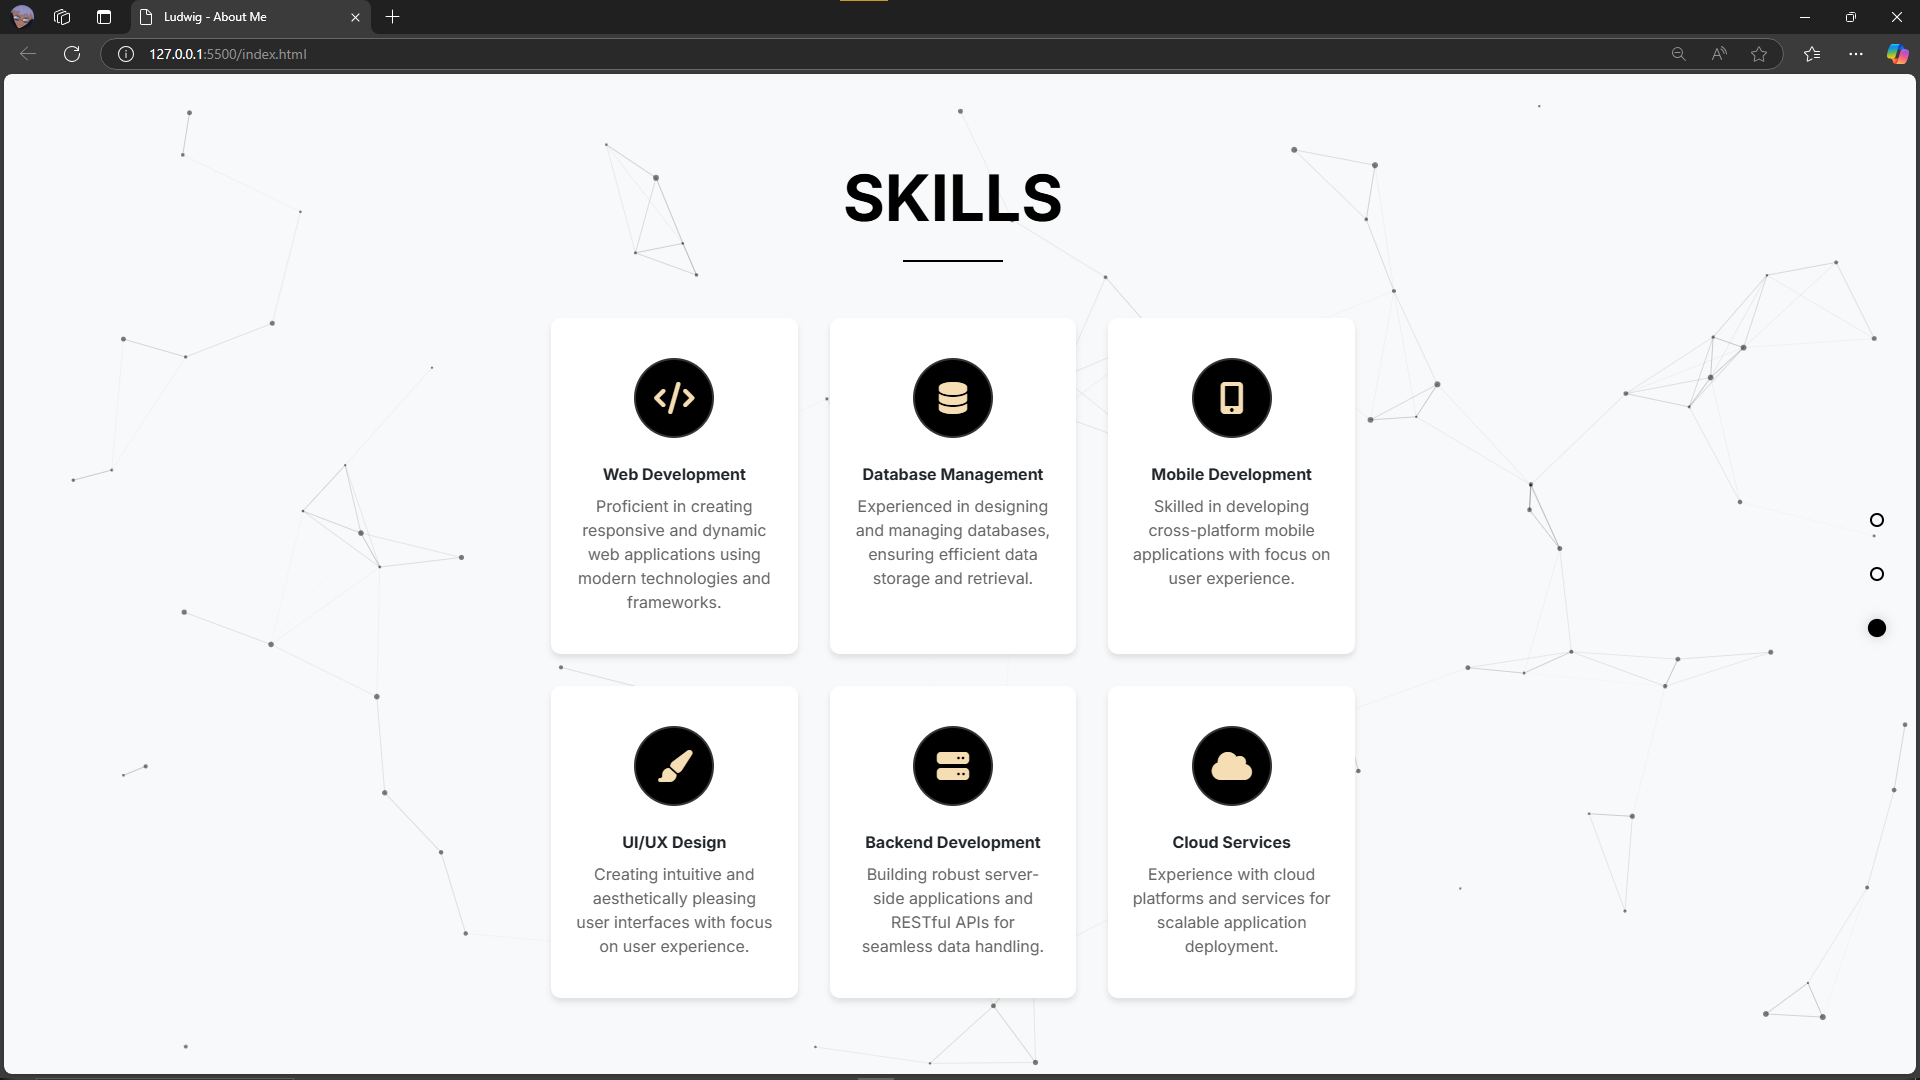 Ludwig - About Me
127.0.0.1:5500/index.html
SKILLS
Web Development
Proficient in creating
responsive and dynamic
web applications using
modern technologies and
frameworks.
Database Management
Experienced in designing
and managing databases,
ensuring efficient data
storage and retrieval.
Mobile Development
Skilled in developing
cross-platform mobile
applications with focus on
user experience.
UI/UX Design
Creating intuitive and
aesthetically pleasing
user interfaces with focus
on user experience.
Backend Development
Building robust server-
side applications and
RESTful APIs for
seamless data handling.
Cloud Services
Experience with cloud
platforms and services for
scalable application
deployment.